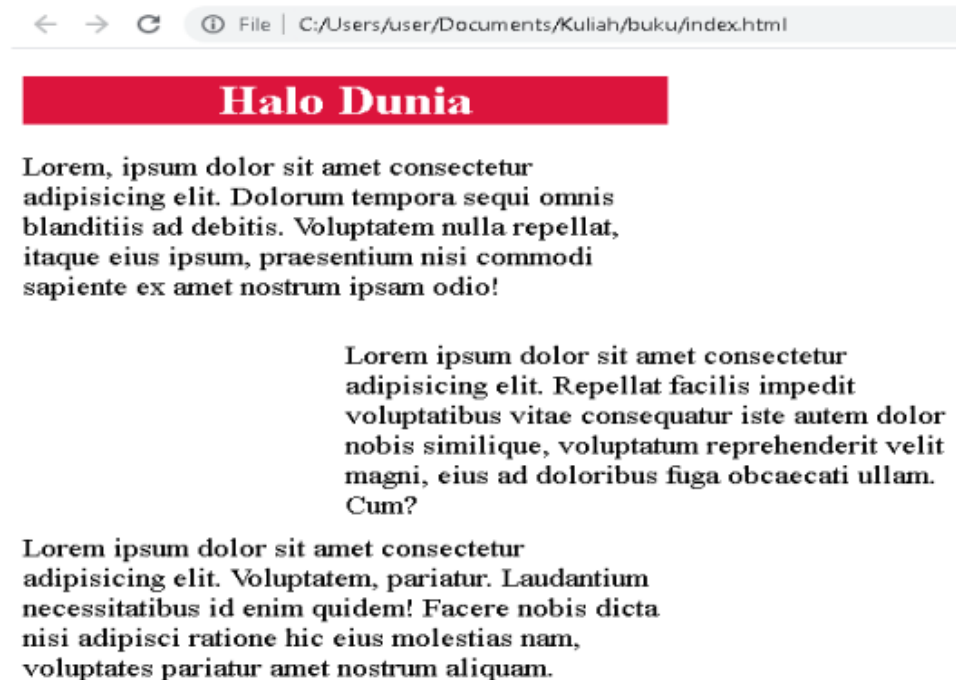 File | C:/Users/user/Documents/Kuliah/buku/index.html
Halo Dunia
Lorem, ipsum dolor sit amet consectetur
adipisicing elit. Dolorum tempora sequi omnis
blanditiis ad debitis. Voluptatem nulla repellat,
itaque eius ipsum, praesentium nisi commodi
sapiente ex amet nostrum ipsam odio!
Lorem ipsum dolor sit amet consectetur
adipisicing elit. Repellat facilis impedit
voluptatibus vitae consequatur iste autem dolor
nobis similique, voluptatum reprehenderit velit
magni, eius ad doloribus fuga obcaecati ullam.
Cum?
Lorem ipsum dolor sit amet consectetur
adipisicing elit. Voluptatem, pariatur. Laudantium
necessitatibus id enim quidem! Facere nobis dicta
nisi adipisci ratione hic eius molestias nam,
voluptates pariatur amet nostrum aliquam.